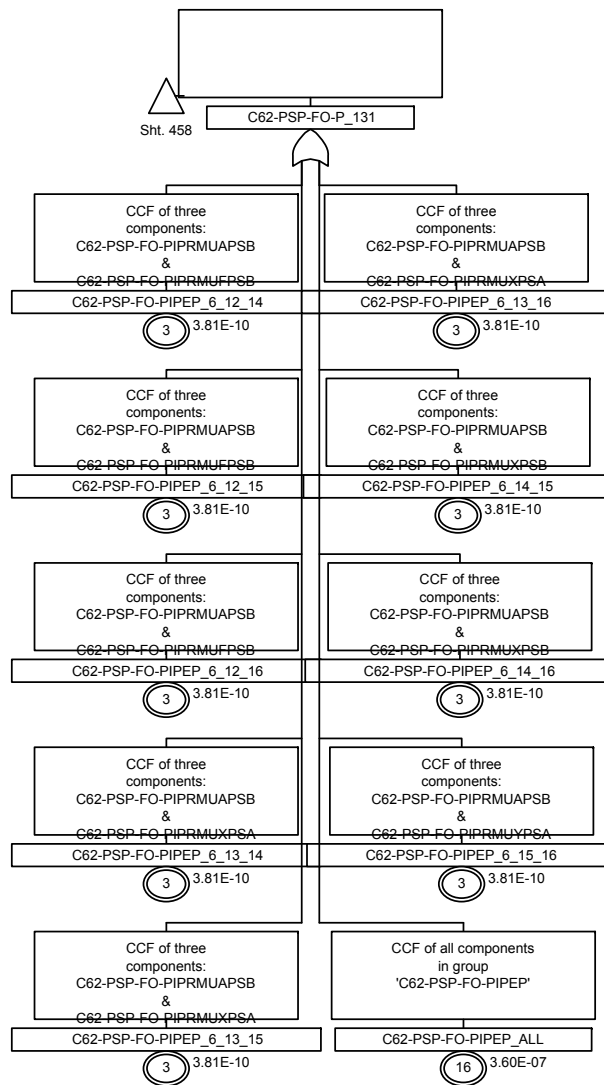 Sht. 458
C62-PSP-FO-P_131
CCF of three
components:
C62-PSP-FO-PIPRMUAPSB
&
C62-PSP-FO-PIPRMUFPSB
C62-PSP-FO-PIPEP_6_12_14
3
3.81E-10
CCF of three
components:
C62-PSP-FO-PIPRMUAPSB
&
C62-PSP-FO-PIPRMUXPSA
C62-PSP-FO-PIPEP_6_13_16
3
3.81E-10
CCF of three
components:
C62-PSP-FO-PIPRMUAPSB
&
C62-PSP-FO-PIPRMUFPSB
C62-PSP-FO-PIPEP_6_12_15
3
3.81E-10
CCF of three
components:
C62-PSP-FO-PIPRMUAPSB
&
C62-PSP-FO-PIPRMUXPSB
C62-PSP-FO-PIPEP_6_14_15
3
3.81E-10
CCF of three
components:
C62-PSP-FO-PIPRMUAPSB
&
C62-PSP-FO-PIPRMUFPSB
C62-PSP-FO-PIPEP_6_12_16
3
3.81E-10
CCF of three
components:
C62-PSP-FO-PIPRMUAPSB
&
C62-PSP-FO-PIPRMUXPSB
C62-PSP-FO-PIPEP_6_14_16
3
3.81E-10
CCF of three
components:
C62-PSP-FO-PIPRMUAPSB
&
C62-PSP-FO-PIPRMUXPSA
C62-PSP-FO-PIPEP_6_13_14
3
3.81E-10
CCF of three
components:
C62-PSP-FO-PIPRMUAPSB
&
C62-PSP-FO-PIPRMUYPSA
C62-PSP-FO-PIPEP_6_15_16
3
3.81E-10
CCF of three
components:
C62-PSP-FO-PIPRMUAPSB
&
C62-PSP-FO-PIPRMUXPSA
C62-PSP-FO-PIPEP_6_13_15
3
3.81E-10
CCF of all components
in group
'C62-PSP-FO-PIPEP'
C62-PSP-FO-PIPEP_ALL
16
3.60E-07